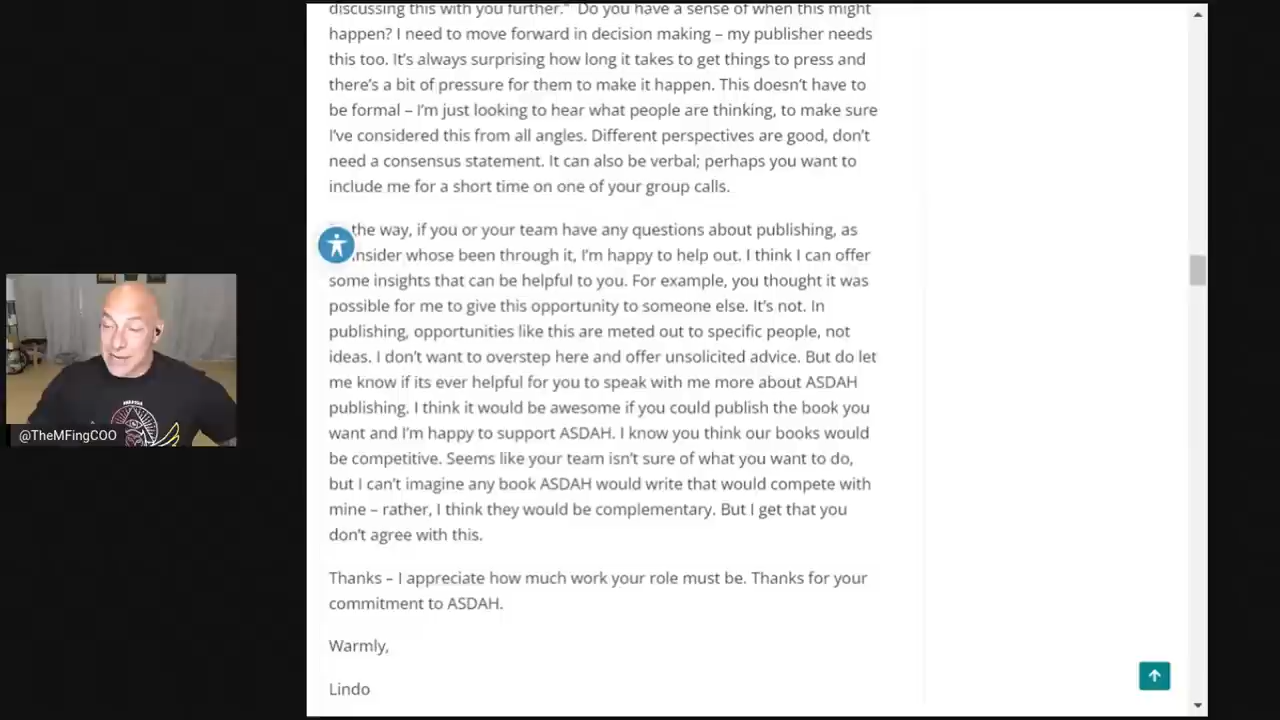 discussing this with you further.” Do you have a sense of when this might
happen? I need to move forward in decision making – my publisher needs
this too. It’s always surprising how long it takes to get things to press and
there’s a bit of pressure for them to make it happen. This doesn’t have to
be formal – I’m just looking to hear what people are thinking, to make sure
I’ve considered this from all angles. Different perspectives are good, don’t
need a consensus statement. It can also be verbal; perhaps you want to
include me for a short time on one of your group calls.
the way, if you or your team have any questions about publishing, as
insider whose been through it, I’m happy to help out. I think I can offer
some insights that can be helpful to you. For example, you thought it was
possible for me to give this opportunity to someone else. It’s not. In
publishing, opportunities like this are meted out to specific people, not
ideas. I don’t want to overstep here and offer unsolicited advice. But do let
me know if its ever helpful for you to speak with me more about ASDAH
publishing. I think it would be awesome if you could publish the book you
want and I’m happy to support ASDAH. I know you think our books would
be competitive. Seems like your team isn’t sure of what you want to do,
but I can’t imagine any book ASDAH would write that would compete with
mine – rather, I think they would be complementary. But I get that you
don’t agree with this.
Thanks – I appreciate how much work your role must be. Thanks for your
commitment to ASDAH.
Warmly,
Lindo
@TheMFingCOO